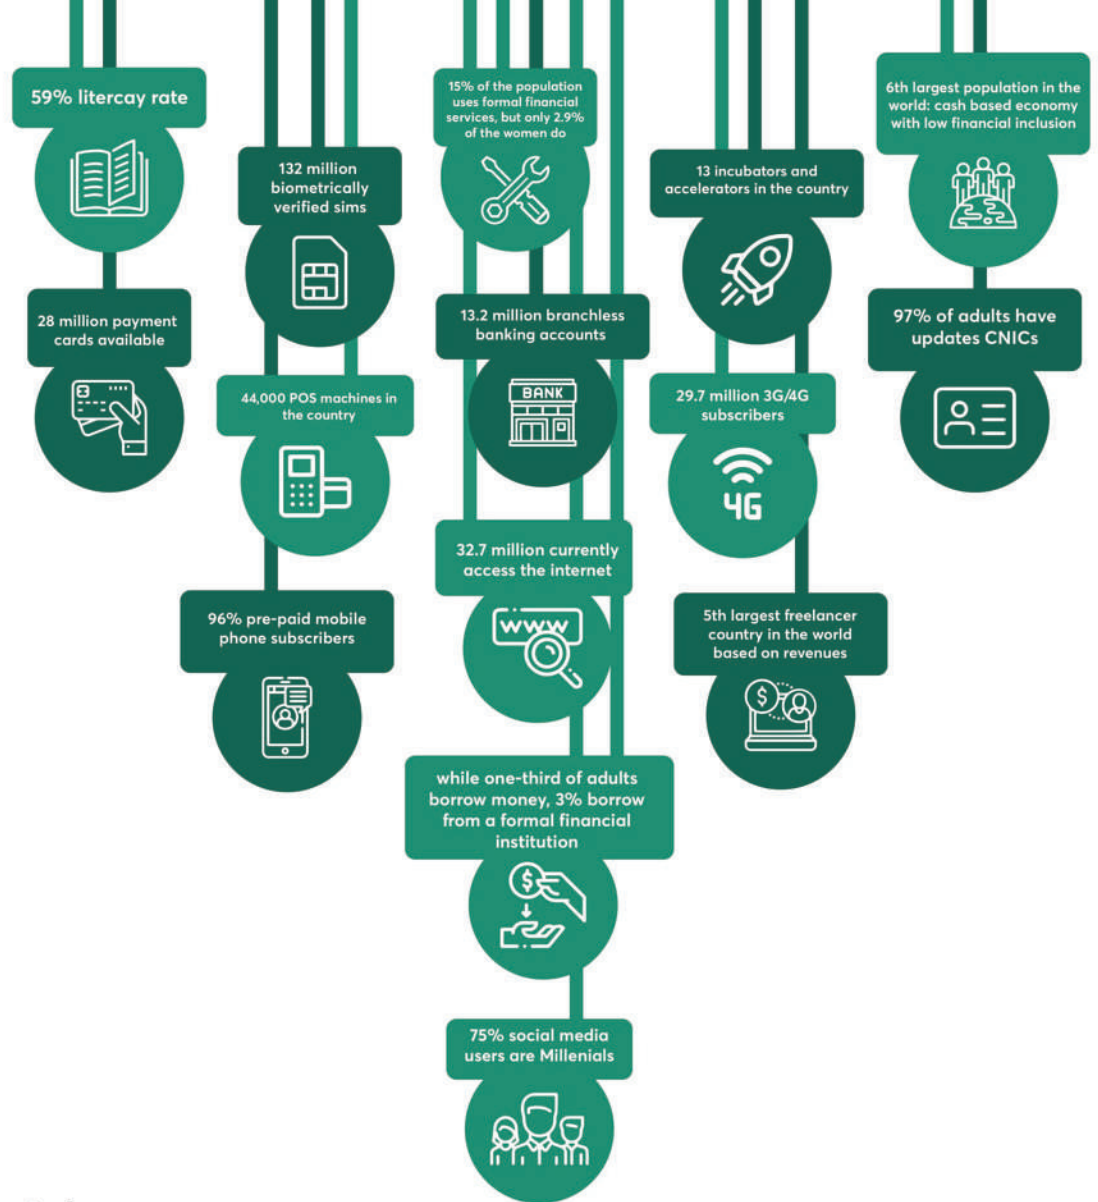 59% litercay rate
28 million payment
cards available
132 million
biometrically
verified sims
44,000 POS machines in
the country
96% pre-paid mobile
phone subscribers
15% of the population
uses formal financial
services, but only 2.9%
of the women do
13.2 million branchless
banking accounts
BANK
32.7 million currently
access the internet
www
while one-third of adults
borrow money, 3% borrow
from a formal financial
institution
$
75% social media
users are Millenials
13 incubators and
accelerators in the country
29.7 million 3G/4G
subscribers
4G
5th largest freelancer
country in the world
based on revenues
$
6th largest population in the
world: cash based economy
with low financial inclusion
97% of adults have
updates CNICs